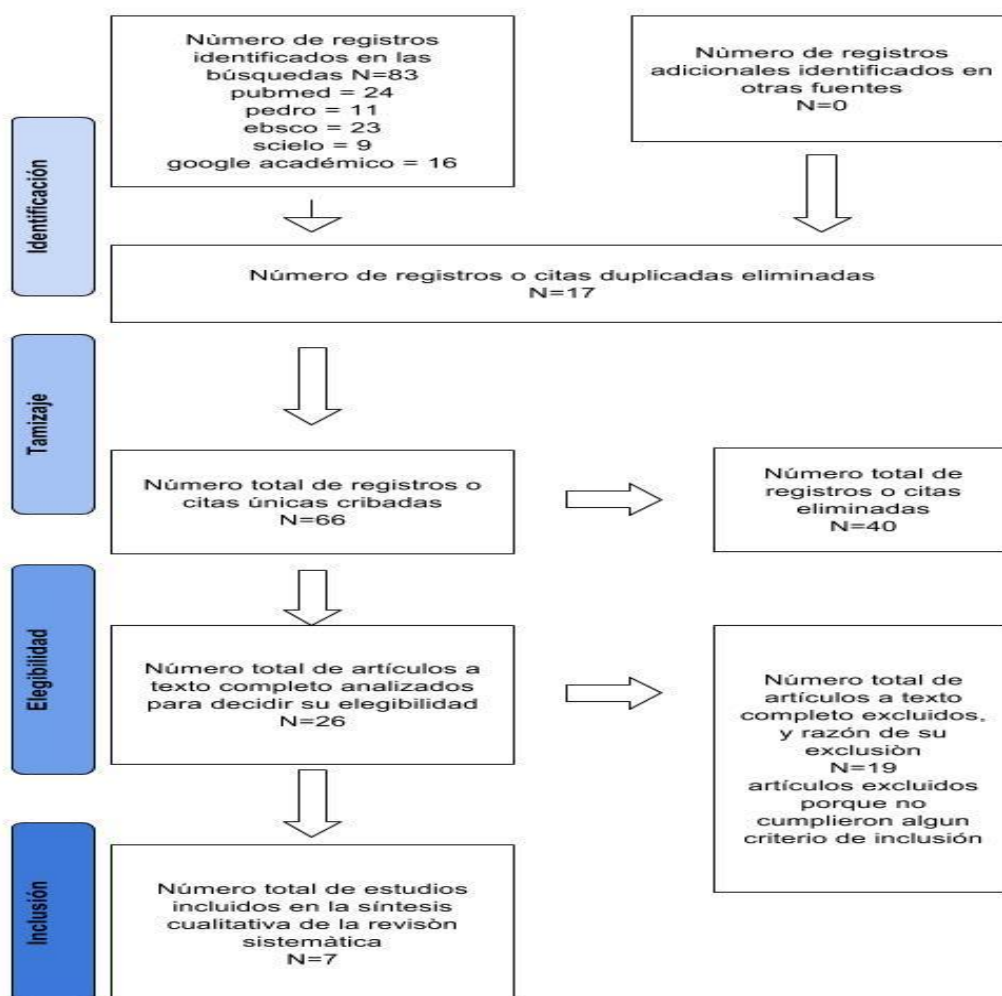 Nùmero de registros
identificados en las
búsquedas N=83
pubmed = 24
pedro = 11
ebsco = 23
scielo = 9
google académico = 16
Nùmero de registros
adicionales identificados en
otras fuentes
N=0
Identificación
Número de registros o citas duplicadas eliminadas
N=17
Tamizaje
Número total de registros o
citas únicas cribadas
N=66
Número total de
registros o citas
eliminadas
N=40
Elegibilidad
Número total de artículos a
texto completo analizados
para decidir su elegibilidad
N=26
Número total de
artículos a texto
completo excluidos,
y razón de su
exclusiòn
N=19
artículos excluidos
porque no
cumplieron algun
criterio de inclusión
Inclusión
Número total de estudios
incluidos en la síntesis
cualitativa de la revisòn
sistemàtica
N=7